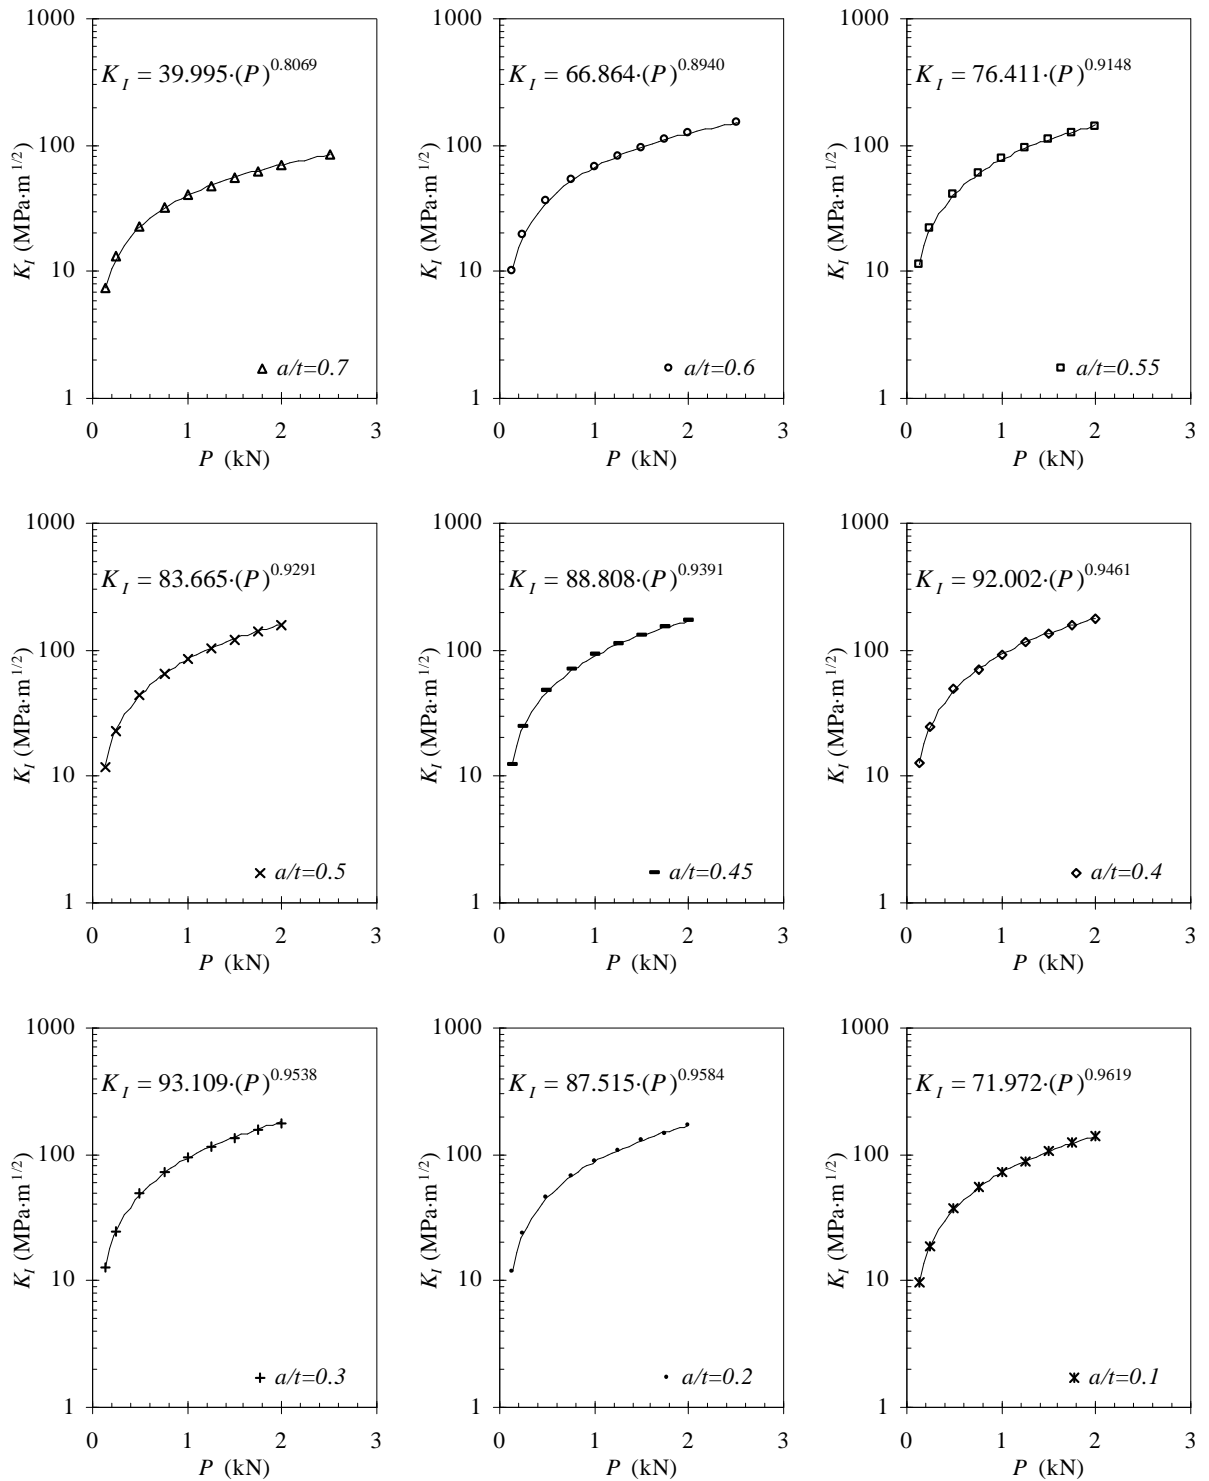 1000
100
10
1
K_I (MPa·m^1/2)
K_I = 39.995·(P)^0.8069
a/t=0.7
0 1 2 3
P (kN)
1000
100
10
1
K_I (MPa·m^1/2)
K_I = 66.864·(P)^0.8940
a/t=0.6
0 1 2 3
P (kN)
1000
100
10
1
K_I (MPa·m^1/2)
K_I = 76.411·(P)^0.9148
a/t=0.55
0 1 2 3
P (kN)
1000
100
10
1
K_I (MPa·m^1/2)
K_I = 83.665·(P)^0.9291
a/t=0.5
0 1 2 3
P (kN)
1000
100
10
1
K_I (MPa·m^1/2)
K_I = 88.808·(P)^0.9391
a/t=0.45
0 1 2 3
P (kN)
1000
100
10
1
K_I (MPa·m^1/2)
K_I = 92.002·(P)^0.9461
a/t=0.4
0 1 2 3
P (kN)
1000
100
10
1
K_I (MPa·m^1/2)
K_I = 93.109·(P)^0.9538
a/t=0.3
0 1 2 3
P (kN)
1000
100
10
1
K_I (MPa·m^1/2)
K_I = 87.515·(P)^0.9584
a/t=0.2
0 1 2 3
P (kN)
1000
100
10
1
K_I (MPa·m^1/2)
K_I = 71.972·(P)^0.9619
a/t=0.1
0 1 2 3
P (kN)